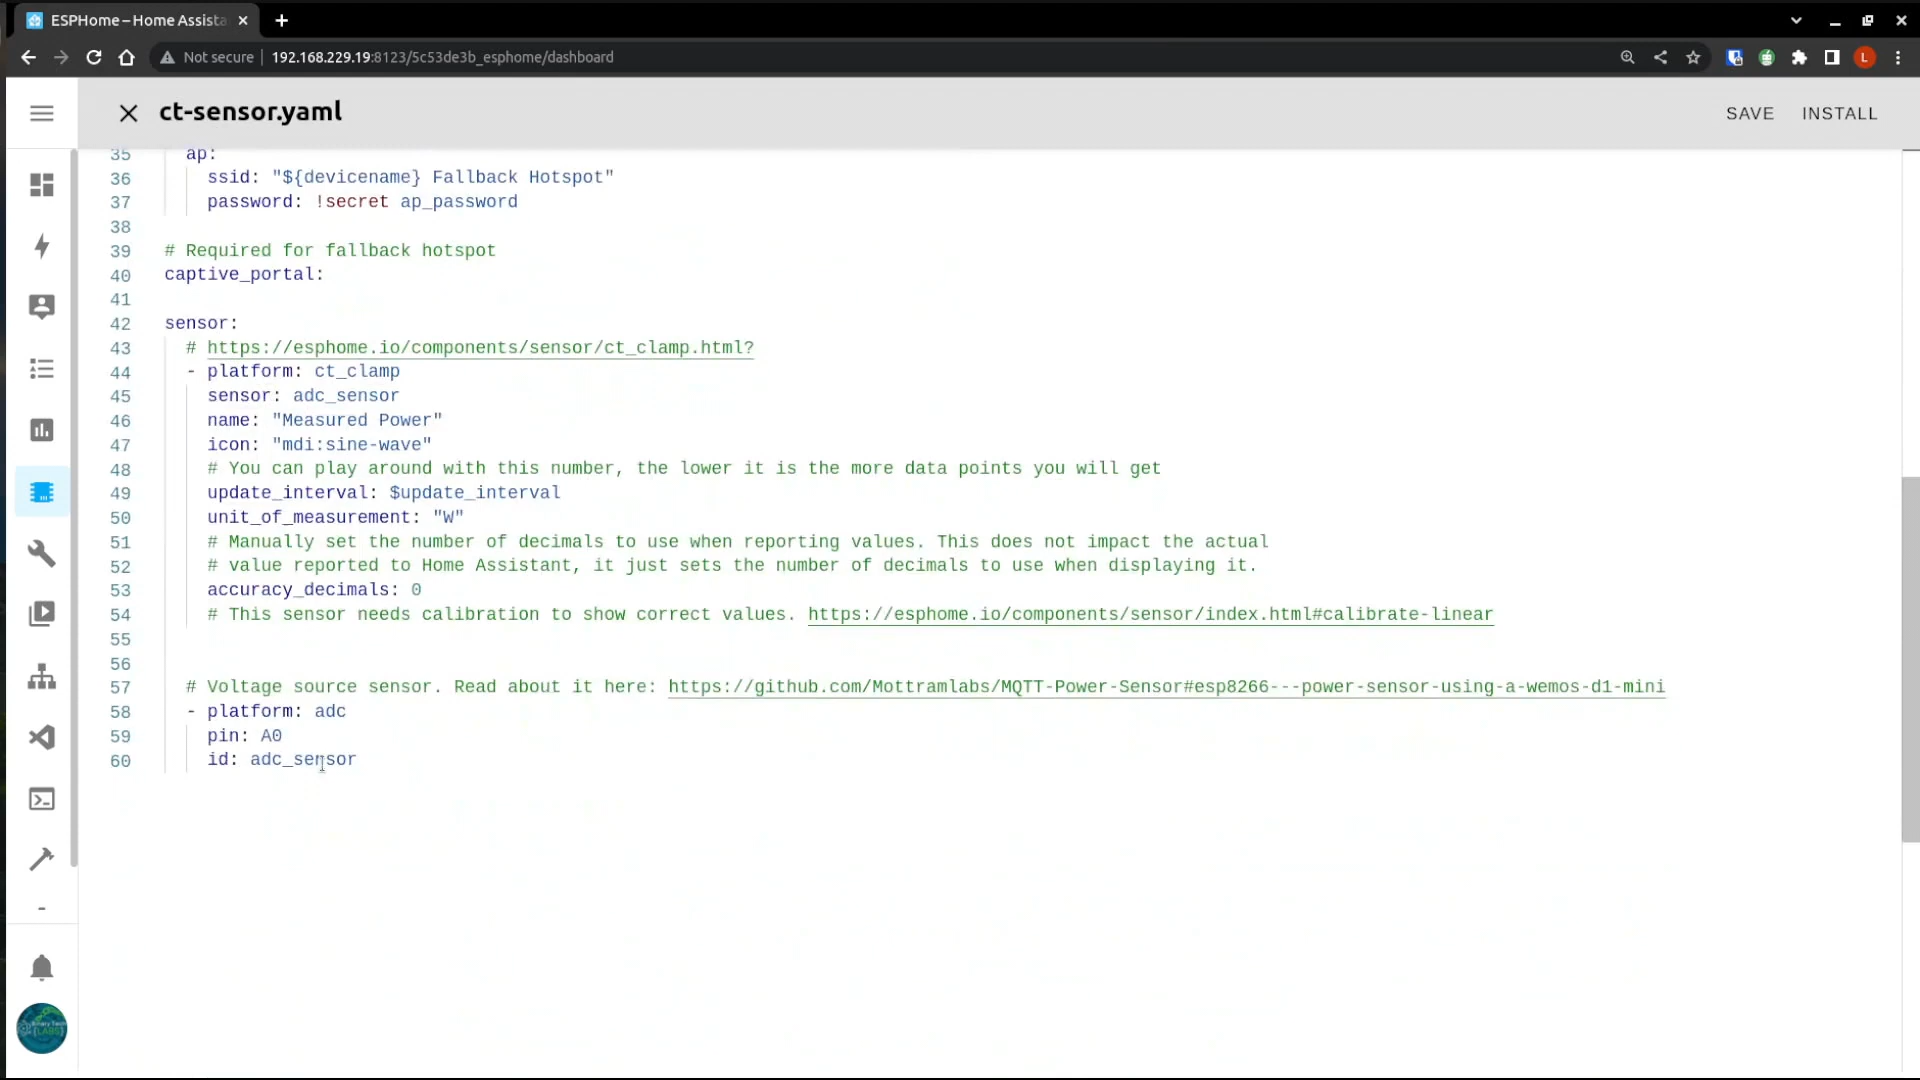 ESPHome – Home Assista
Not secure
192.168.229.19:8123/5c53de3b_esphome/dashboard
L
ct-sensor.yaml
SAVE
INSTALL
35 ap:
36 ssid: "${devicename} Fallback Hotspot"
37 password: !secret ap_password
38
39 # Required for fallback hotspot
40 captive_portal:
41
42 sensor:
43 # https://esphome.io/components/sensor/ct_clamp.html?
44 - platform: ct_clamp
45 sensor: adc_sensor
46 name: "Measured Power"
47 icon: "mdi:sine-wave"
48 # You can play around with this number, the lower it is the more data points you will get
49 update_interval: $update_interval
50 unit_of_measurement: "W"
51 # Manually set the number of decimals to use when reporting values. This does not impact the actual
52 # value reported to Home Assistant, it just sets the number of decimals to use when displaying it.
53 accuracy_decimals: 0
54 # This sensor needs calibration to show correct values. https://esphome.io/components/sensor/index.html#calibrate-linear
55
56
57 # Voltage source sensor. Read about it here: https://github.com/Mottramlabs/MQTT-Power-Sensor#esp8266---power-sensor-using-a-wemos-d1-mini
58 - platform: adc
59 pin: A0
60 id: adc_sensor